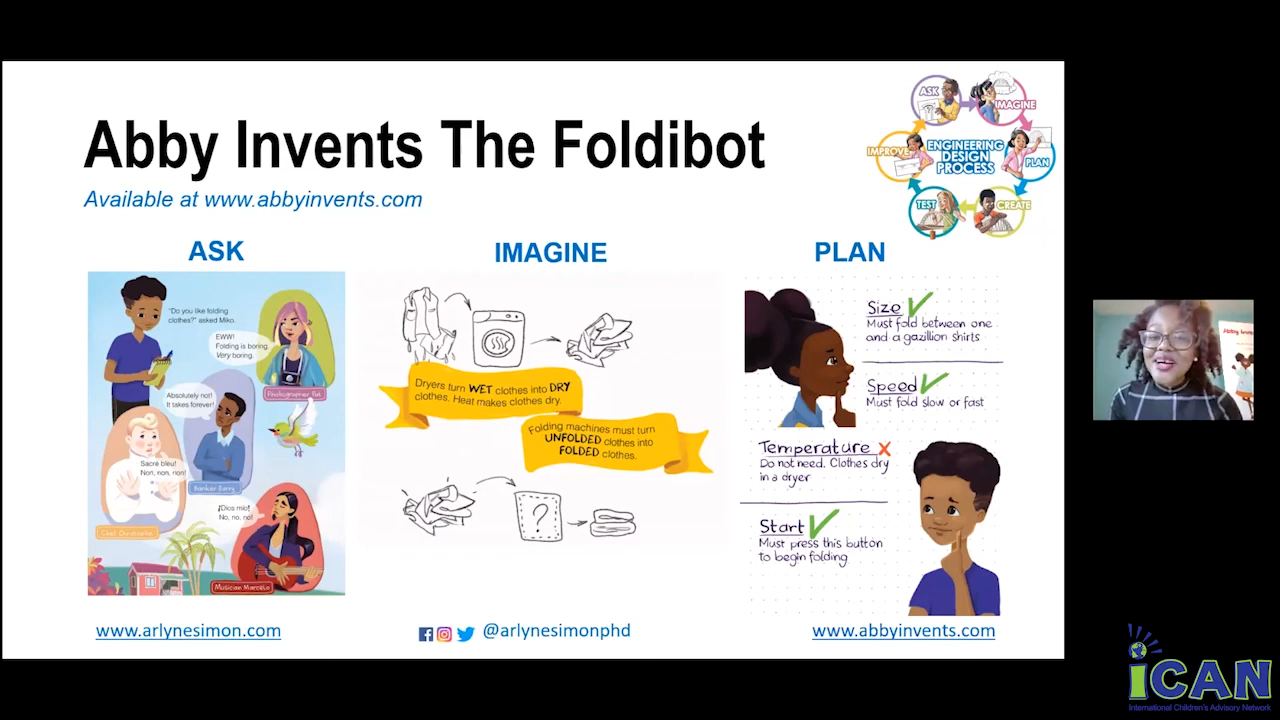 Abby Invents The Foldibot
Available at www.abbyinvents.com
ASK
IMAGINE
PLAN
CREATE
TEST
IMPROVE
ENGINEERING
DESIGN
PROCESS
ASK
"Do you like folding
clothes?" asked Miko.
EWW!
Folding is boring.
Very boring.
Photographer Pat
Absolutely not!
It takes forever!
Banker Barry
Sacré bleu!
Non, non, non!
Chef Christophe
¡Dios mío!
No, no, no!
Musician Marcela
IMAGINE
Dryers turn WET clothes into DRY
clothes. Heat makes clothes dry.
Folding machines must turn
UNFOLDED clothes into
FOLDED clothes.
?
PLAN
Size
Must fold between one
and a gazillion shirts
Speed
Must fold slow or fast
Temperature
Do not need. Clothes dry
in a dryer
Start
Must press this button
to begin folding
www.arlynesimon.com
@arlynesimonphd
www.abbyinvents.com
iCAN
International Children's Advisory Network